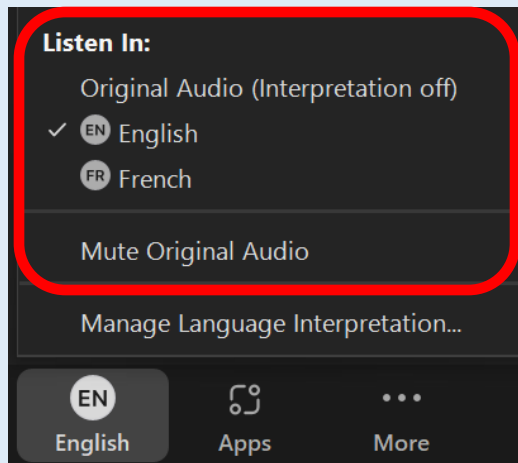 Listen In:
Original Audio (Interpretation off)
EN English
FR French
Mute Original Audio
Manage Language Interpretation...
EN
English
Apps
More